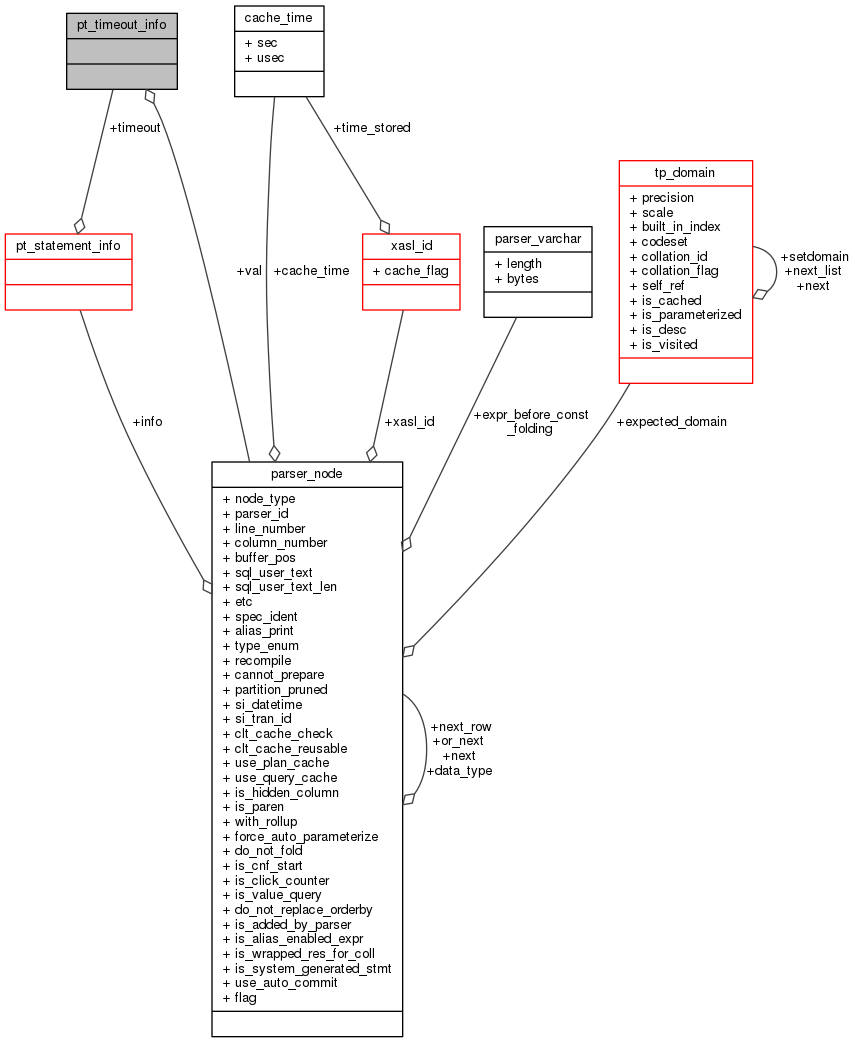 pt_timeout_info
cache_time
+ sec
+ usec
+timeout
+time_stored
tp_domain
+ precision
+ scale
+ built_in_index
+ codeset
+ collation_id
+ collation_flag
+ self_ref
+ is_cached
+ is_parameterized
+ is_desc
+ is_visited
+setdomain
+next_list
+next
pt_statement_info
xasl_id
+ cache_flag
parser_varchar
+ length
+ bytes
+val
+cache_time
+info
+xasl_id
+expr_before_const
_folding
+expected_domain
parser_node
+ node_type
+ parser_id
+ line_number
+ column_number
+ buffer_pos
+ sql_user_text
+ sql_user_text_len
+ etc
+ spec_ident
+ alias_print
+ type_enum
+ recompile
+ cannot_prepare
+ partition_pruned
+ si_datetime
+ si_tran_id
+ clt_cache_check
+ clt_cache_reusable
+ use_plan_cache
+ use_query_cache
+ is_hidden_column
+ is_paren
+ with_rollup
+ force_auto_parameterize
+ do_not_fold
+ is_cnf_start
+ is_click_counter
+ is_value_query
+ do_not_replace_orderby
+ is_added_by_parser
+ is_alias_enabled_expr
+ is_wrapped_res_for_coll
+ is_system_generated_stmt
+ use_auto_commit
+ flag
+next_row
+or_next
+next
+data_type